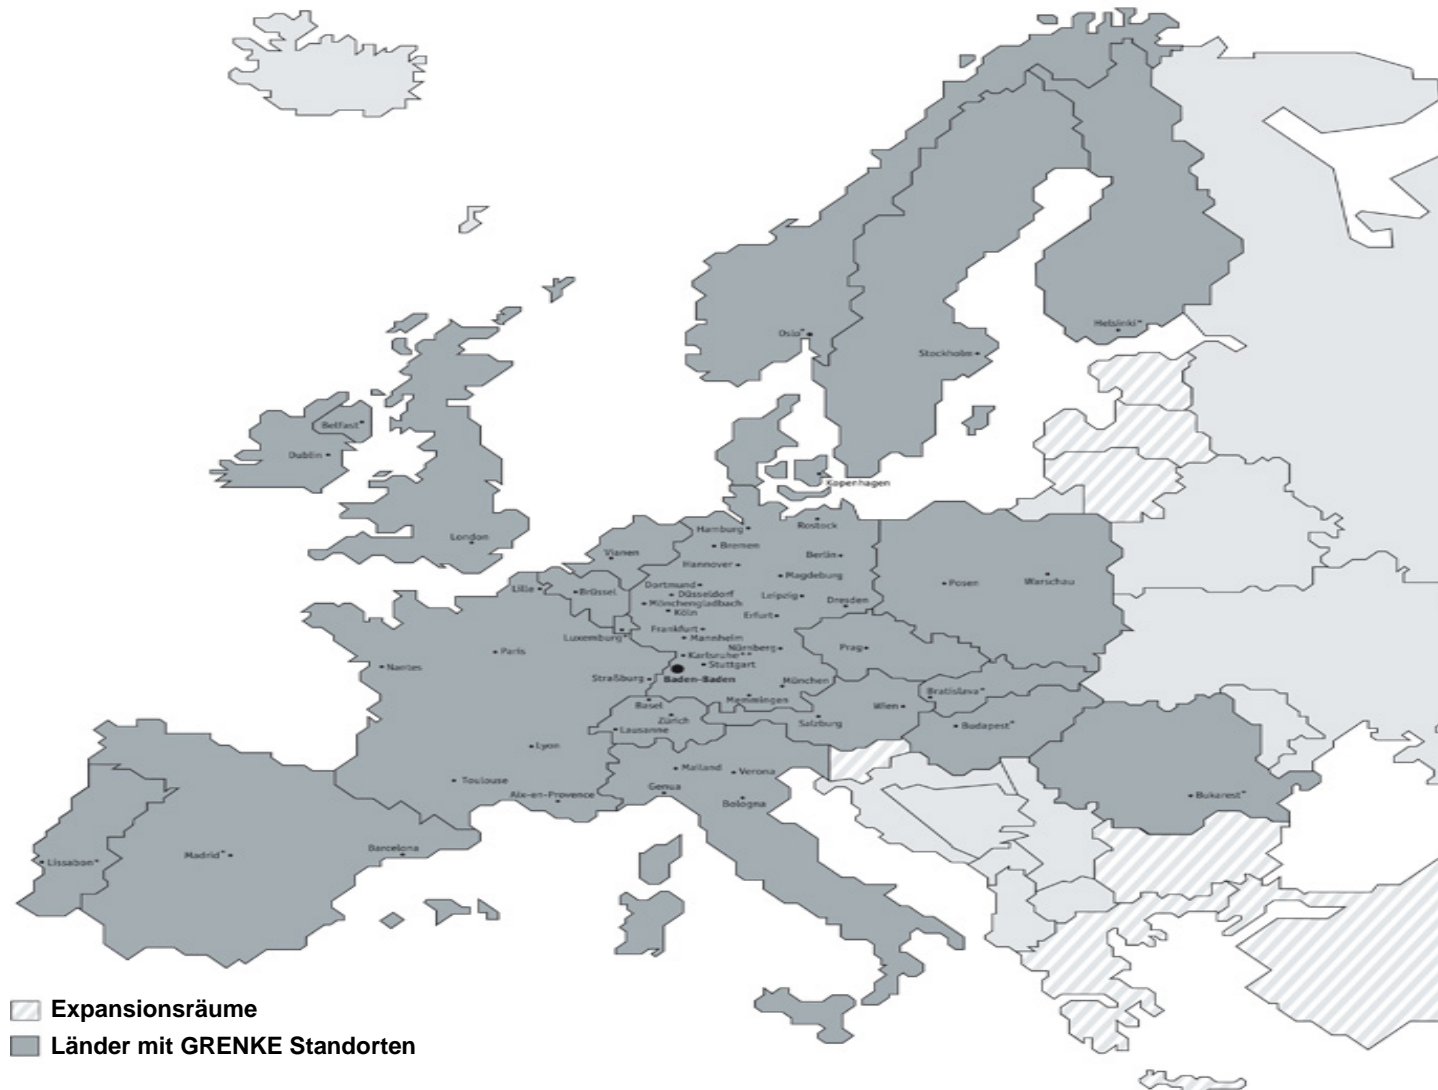 Oslo*
Helsinki*
Stockholm
Belfast*
Dublin
Kopenhagen
London
Hamburg
Rostock
Vianen
Bremen
Berlin
Hannover
Magdeburg
Posen
Warschau
Lille
Brüssel
Dortmund
Düsseldorf
Leipzig
Dresden
Mönchengladbach
Köln
Erfurt
Luxemburg*
Frankfurt
Mannheim
Paris
Nürnberg
Prag
Karlsruhe**
Nantes
Stuttgart
Straßburg
Baden-Baden
München
Bratislava*
Memmingen
Basel
Wien
Zürich
Salzburg
Budapest*
Lausanne
Lyon
Mailand
Verona
Toulouse
Genua
Aix-en-Provence
Bologna
Bukarest*
Lissabon*
Madrid*
Barcelona
Expansionsräume
Länder mit GRENKE Standorten